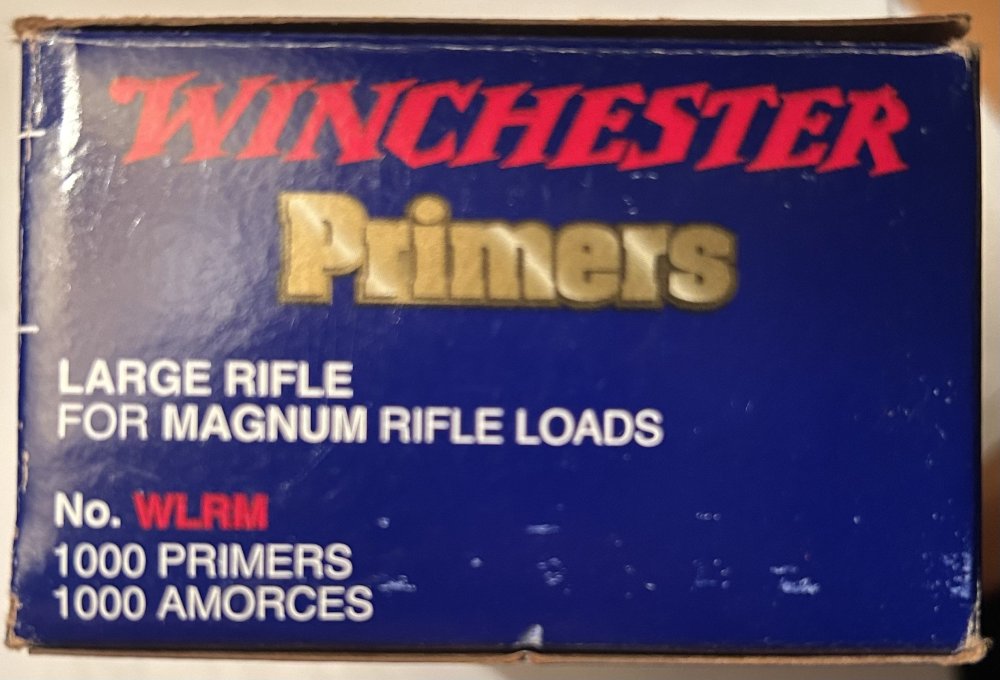 WINCHESTER
Primers
LARGE RIFLE
FOR MAGNUM RIFLE LOADS
No. WLRM
1000 PRIMERS
1000 AMORCES